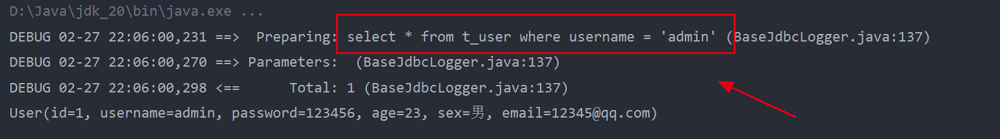 D:\Java\jdk_20\bin\java.exe ...
DEBUG 02-27 22:06:00,231 ==>  Preparing: select * from t_user where username = 'admin' (BaseJdbcLogger.java:137)
DEBUG 02-27 22:06:00,270 ==> Parameters:  (BaseJdbcLogger.java:137)
DEBUG 02-27 22:06:00,298 <==      Total: 1 (BaseJdbcLogger.java:137)
User(id=1, username=admin, password=123456, age=23, sex=男, email=12345@qq.com)